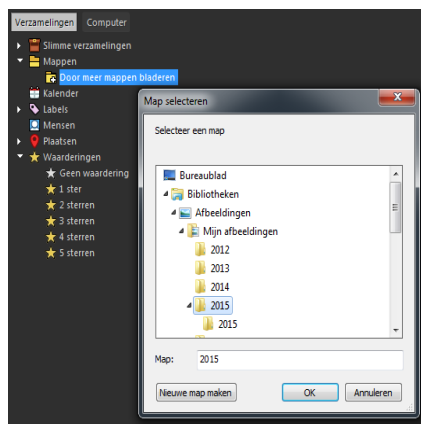 Verzamelingen Computer
Slimme verzamelingen
Mappen
Door meer mappen bladeren
Kalender
Labels
Mensen
Plaatsen
Waarderingen
Geen waardering
1 ster
2 sterren
3 sterren
4 sterren
5 sterren
Map selecteren
Selecteer een map
Bureaublad
Bibliotheken
Afbeeldingen
Mijn afbeeldingen
2012
2013
2014
2015
2015
Map: 2015
Nieuwe map maken OK Annuleren